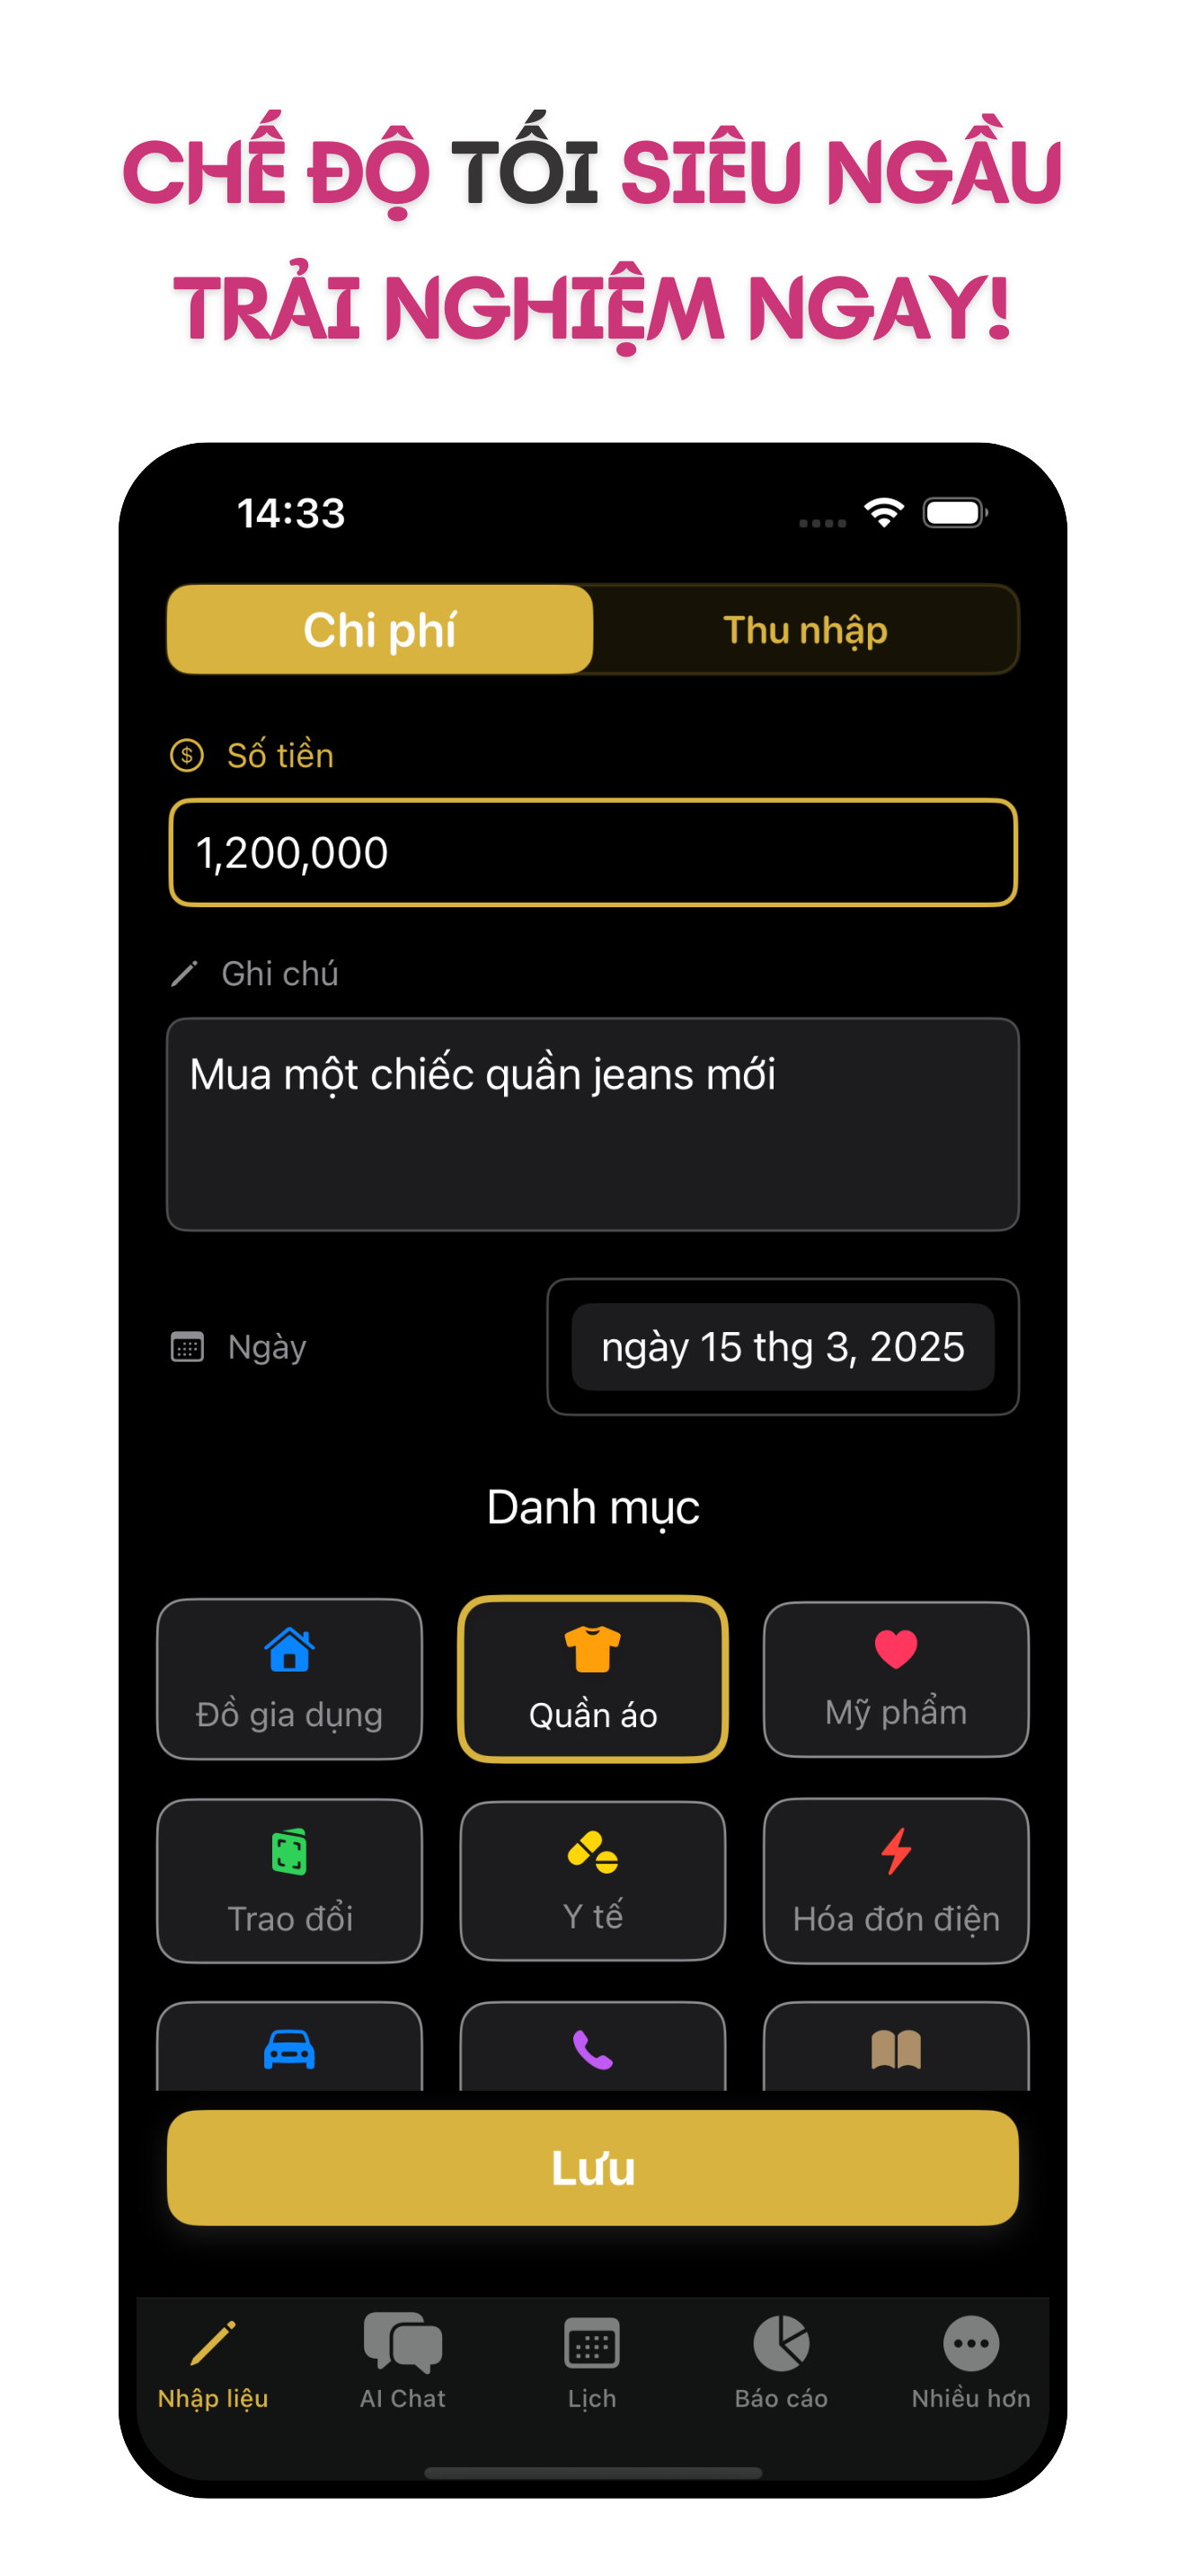 CHẾ ĐỘ TỐI SIÊU NGẦU
TRẢI NGHIỆM NGAY!
14:33
Chi phí
Thu nhập
Số tiền
1,200,000
Ghi chú
Mua một chiếc quần jeans mới
Ngày
ngày 15 thg 3, 2025
Danh mục
Đồ gia dụng
Quần áo
Mỹ phẩm
Trao đổi
Y tế
Hóa đơn điện
Lưu
Nhập liệu
AI Chat
Lịch
Báo cáo
Nhiều hơn